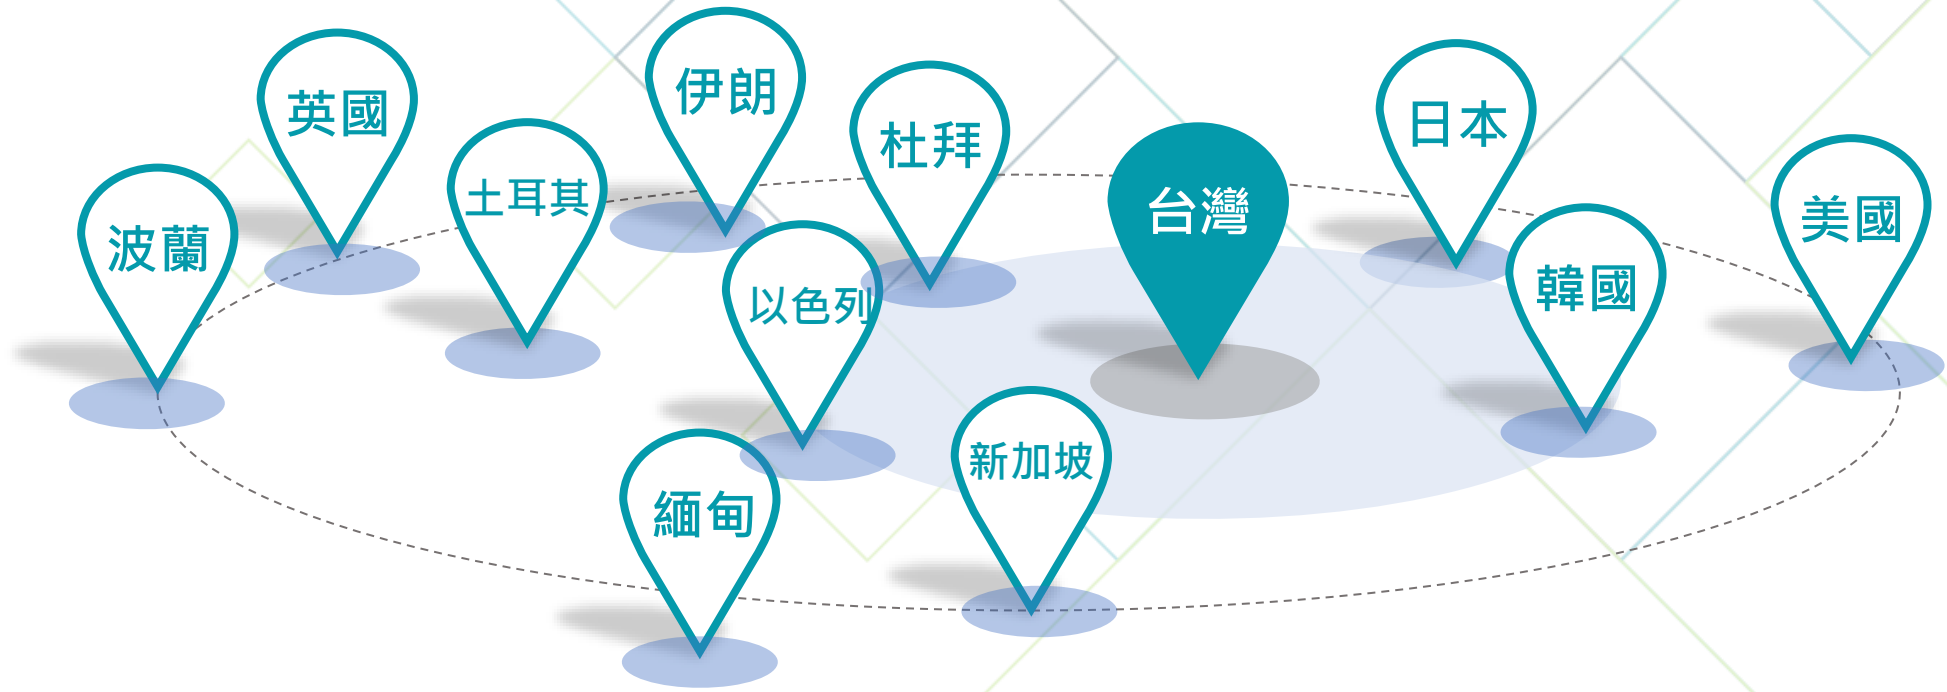 英國
伊朗
日本
杜拜
土耳其
台灣
美國
波蘭
以色列
韓國
新加坡
緬甸